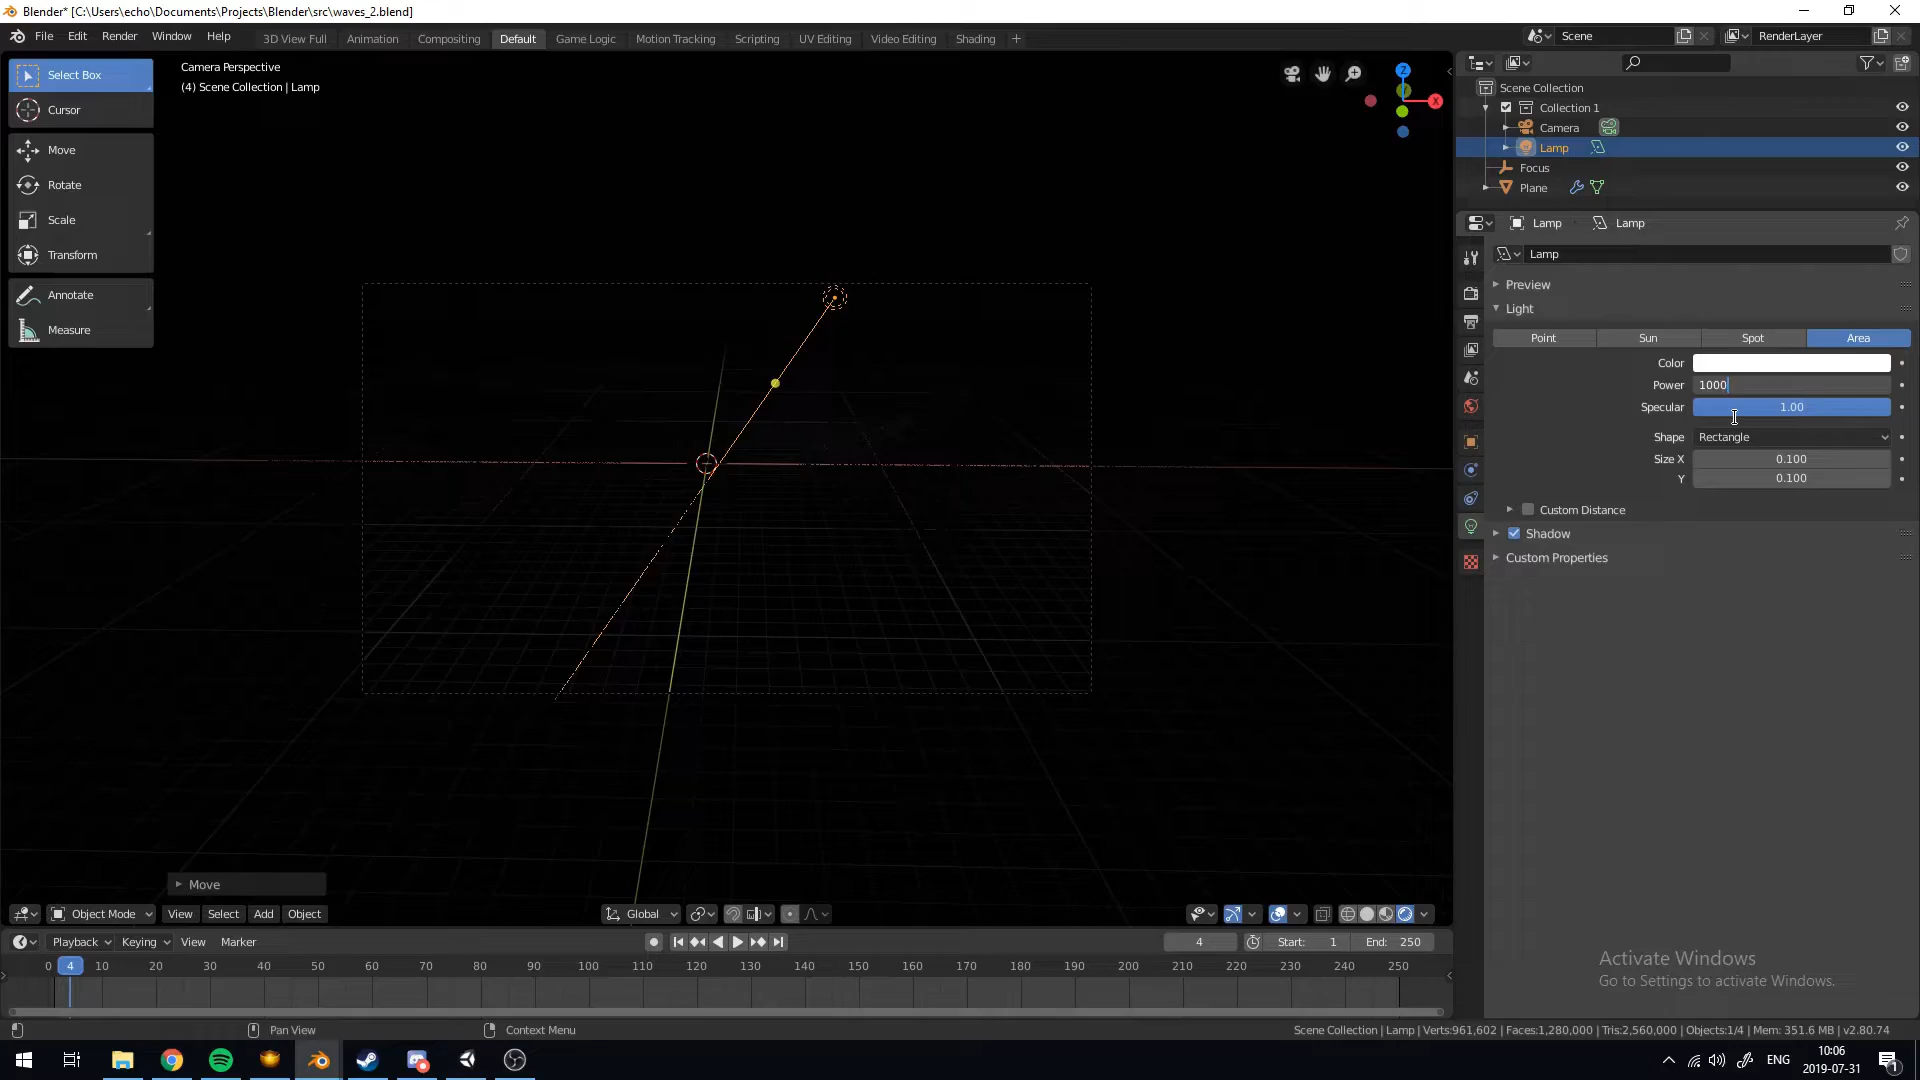 Blender* [C:\Users\echo\Documents\Projects\Blender\src\waves_2.blend]
File Edit Render Window Help 3D View Full Animation Compositing Default Game Logic Motion Tracking Scripting UV Editing Video Editing Shading + Scene RenderLayer
Select Box
Cursor
Move
Rotate
Scale
Transform
Annotate
Measure
Camera Perspective
(4) Scene Collection | Lamp
Z
X
Scene Collection
Collection 1
Camera
Lamp
Focus
Plane
Lamp Lamp
Lamp
Preview
Light
Point Sun Spot Area
Color
Power 1000
Specular 1.00
Shape Rectangle
Size X 0.100
Y 0.100
Custom Distance
Shadow
Custom Properties
Move
Object Mode View Select Add Object Global
Playback Keying View Marker 4 Start: 1 End: 250
0 4 10 20 30 40 50 60 70 80 90 100 110 120 130 140 150 160 170 180 190 200 210 220 230 240 250
Activate Windows
Go to Settings to activate Windows.
Pan View Context Menu Scene Collection | Lamp | Verts:961,602 | Faces:1,280,000 | Tris:2,560,000 | Objects:1/4 | Mem: 351.6 MB | v2.80.74
ENG 10:06
2019-07-31
1